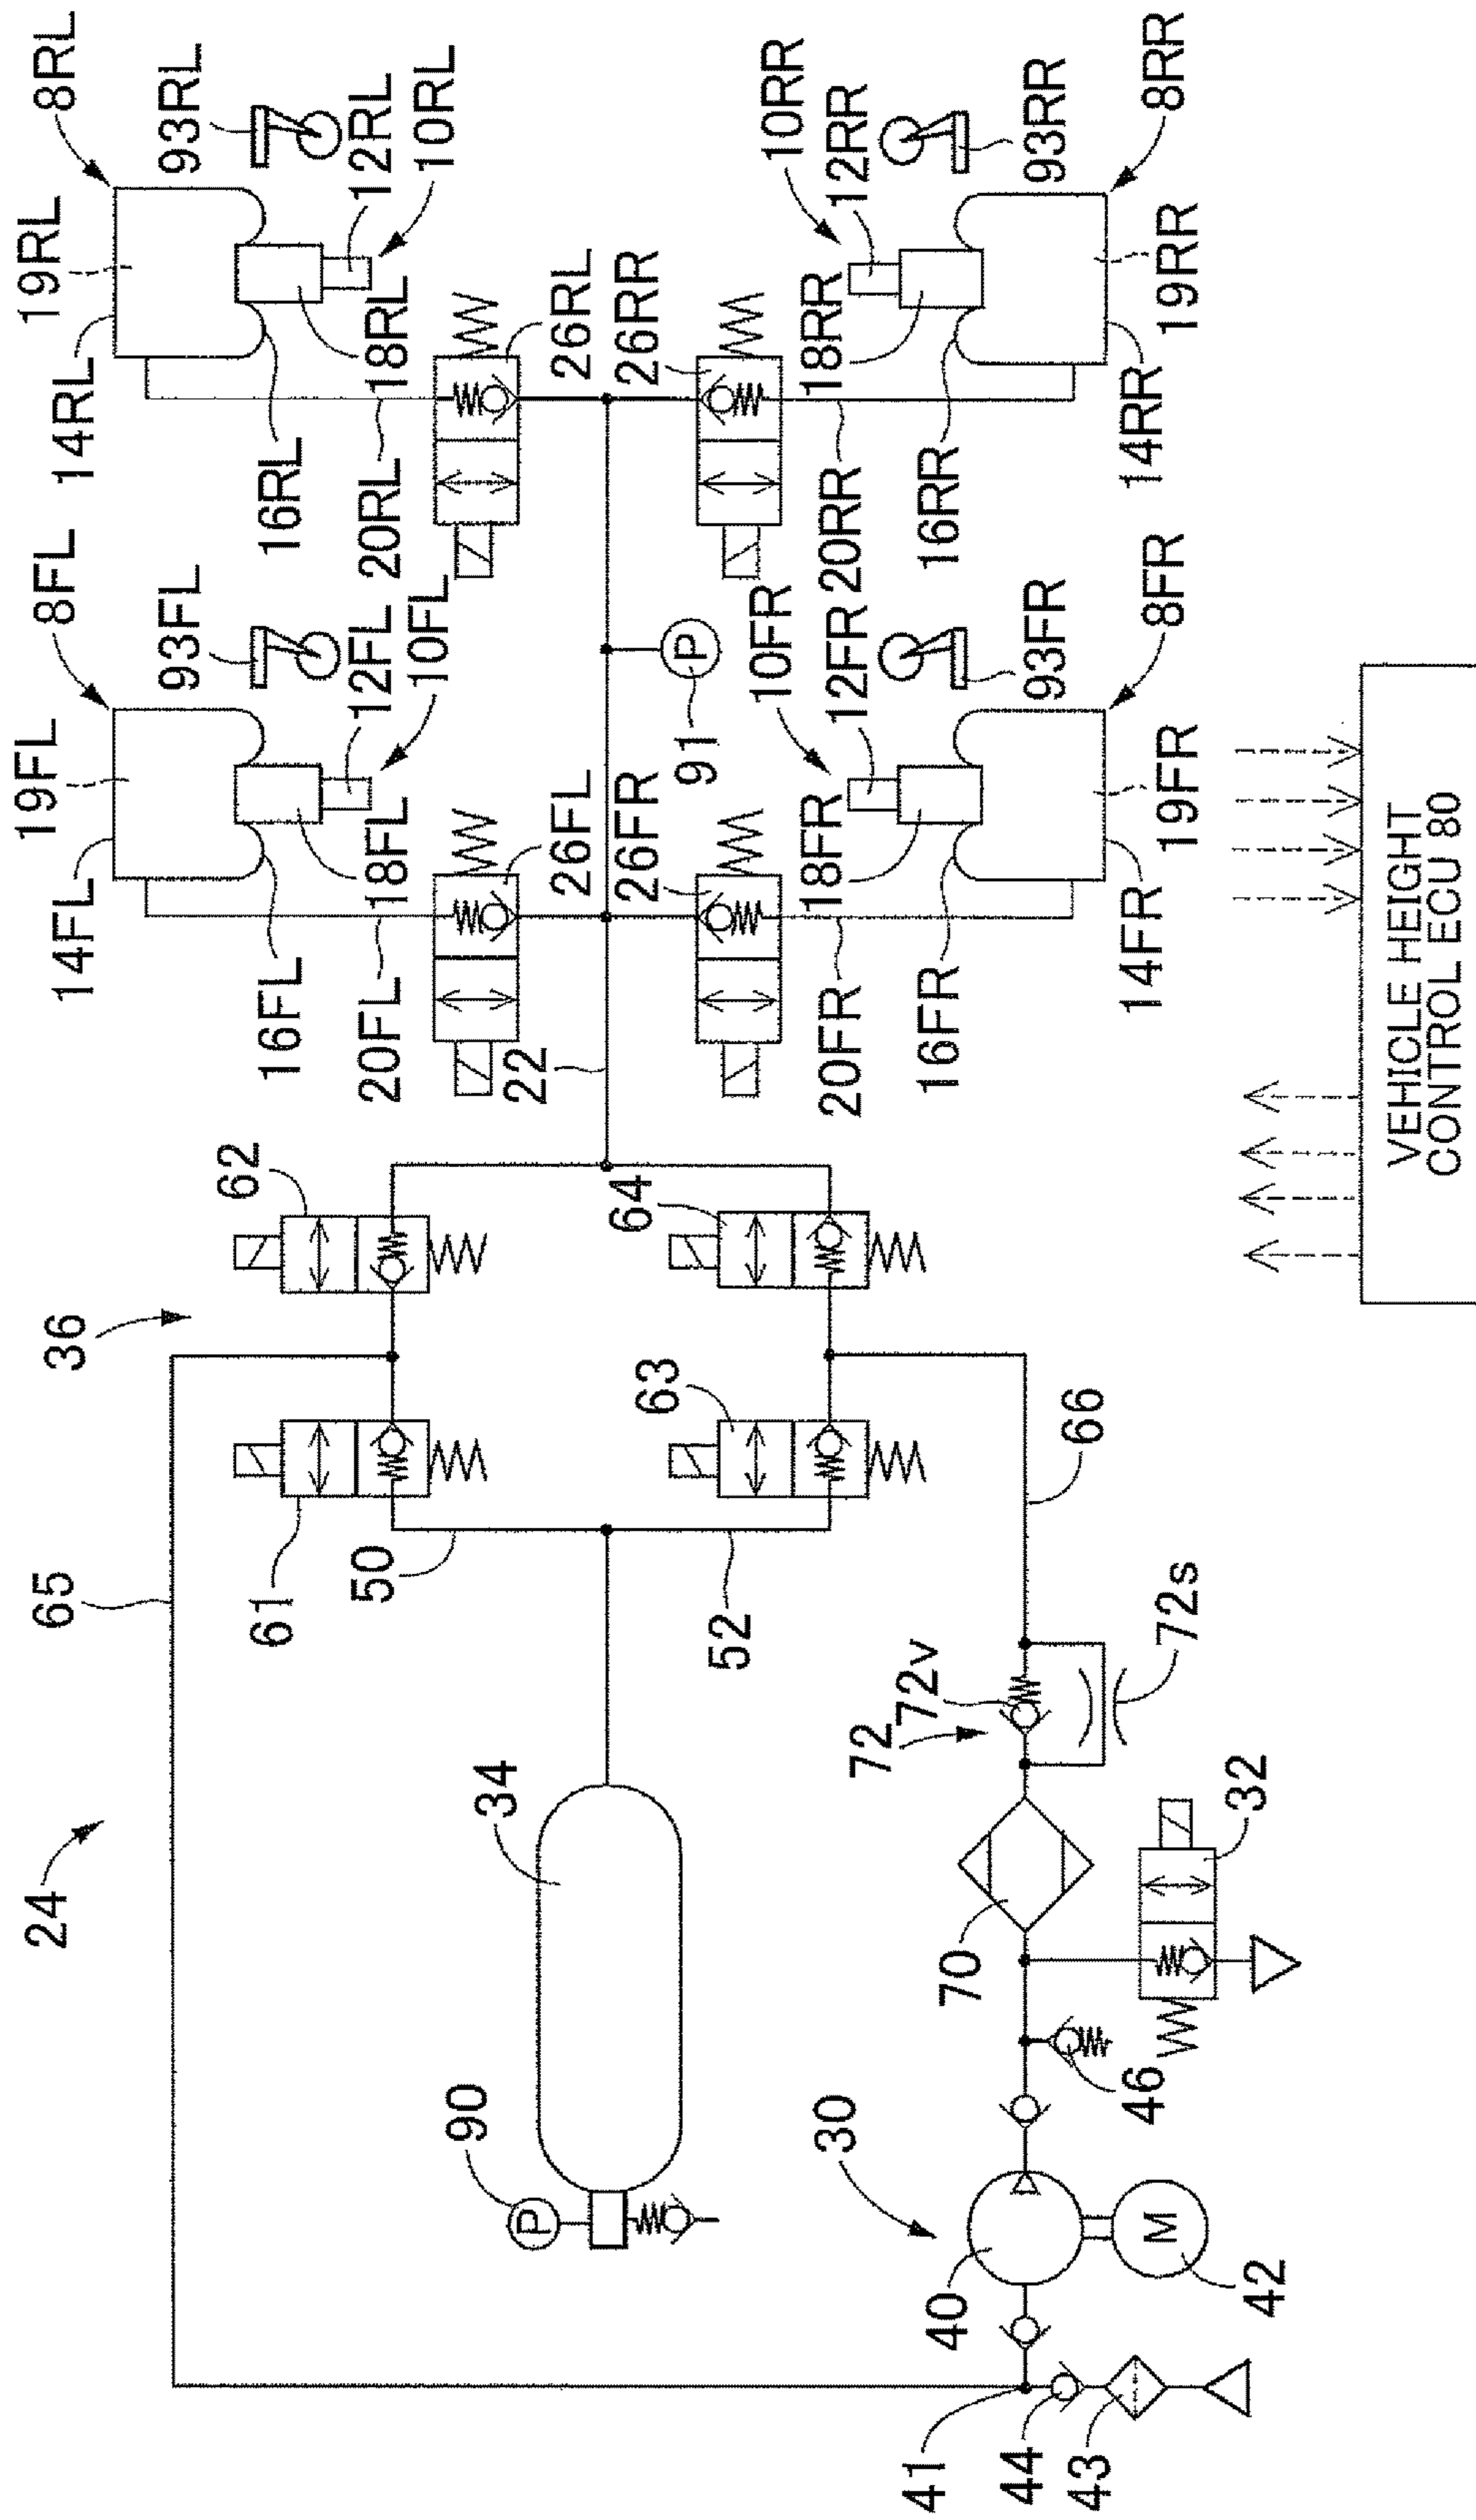 24
65
36
14FL
19FL
8FL
14RL
19RL
8RL
93FL
93RL
61
62
16FL
16RL
50
20FL
18FL
12FL
20RL
18RL
12RL
10FL
10RL
90
P
34
22
26FL
26RL
52
63
64
26FR
26RR
P
91
10FR
10RR
30
72
20FR
18FR
12FR
20RR
18RR
12RR
40
70
72v
16FR
16RR
41
44
43
66
93FR
93RR
46
M
42
32
72s
14FR
19FR
8FR
14RR
19RR
8RR
VEHICLE HEIGHT
CONTROL ECU 80